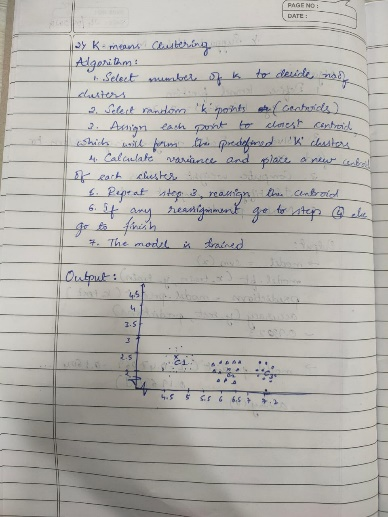 PAGE NO :
DATE :
2) K-means Clustering
Algorithm:
1. Select number of K to decide no. of
clusters
2. Select random 'K' points (centroids)
3. Assign each point to closest centroid
which will form the predefined 'K' clusters
4. Calculate variance and place a new
of each cluster
5. Repeat step 3, reassign the centroid
6. If any reassignment go to step 4 else
go to finish
7. The model is trained
Output:
4.5
4
3.5
3
2.5
2
C1
4.5 5 5.5 6 6.5 7 7.2